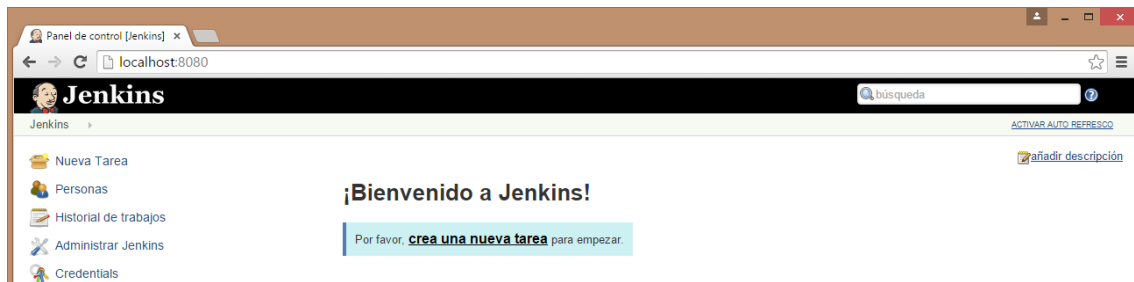 Panel de control [Jenkins]
localhost:8080
Jenkins
búsqueda
Jenkins
ACTIVAR AUTO REFRESCO
Nueva Tarea
añadir descripción
Personas
¡Bienvenido a Jenkins!
Historial de trabajos
Por favor, crea una nueva tarea para empezar.
Administrar Jenkins
Credentials